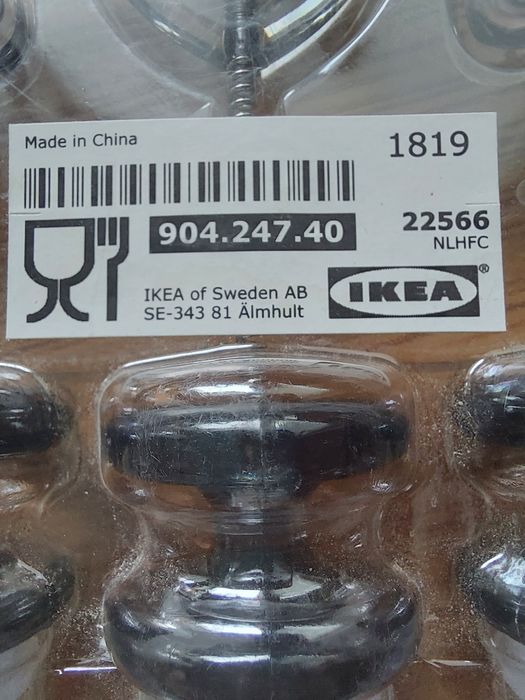 Made in China
1819
904.247.40
22566
NLHFC
IKEA of Sweden AB
SE-343 81 Älmhult
IKEA®